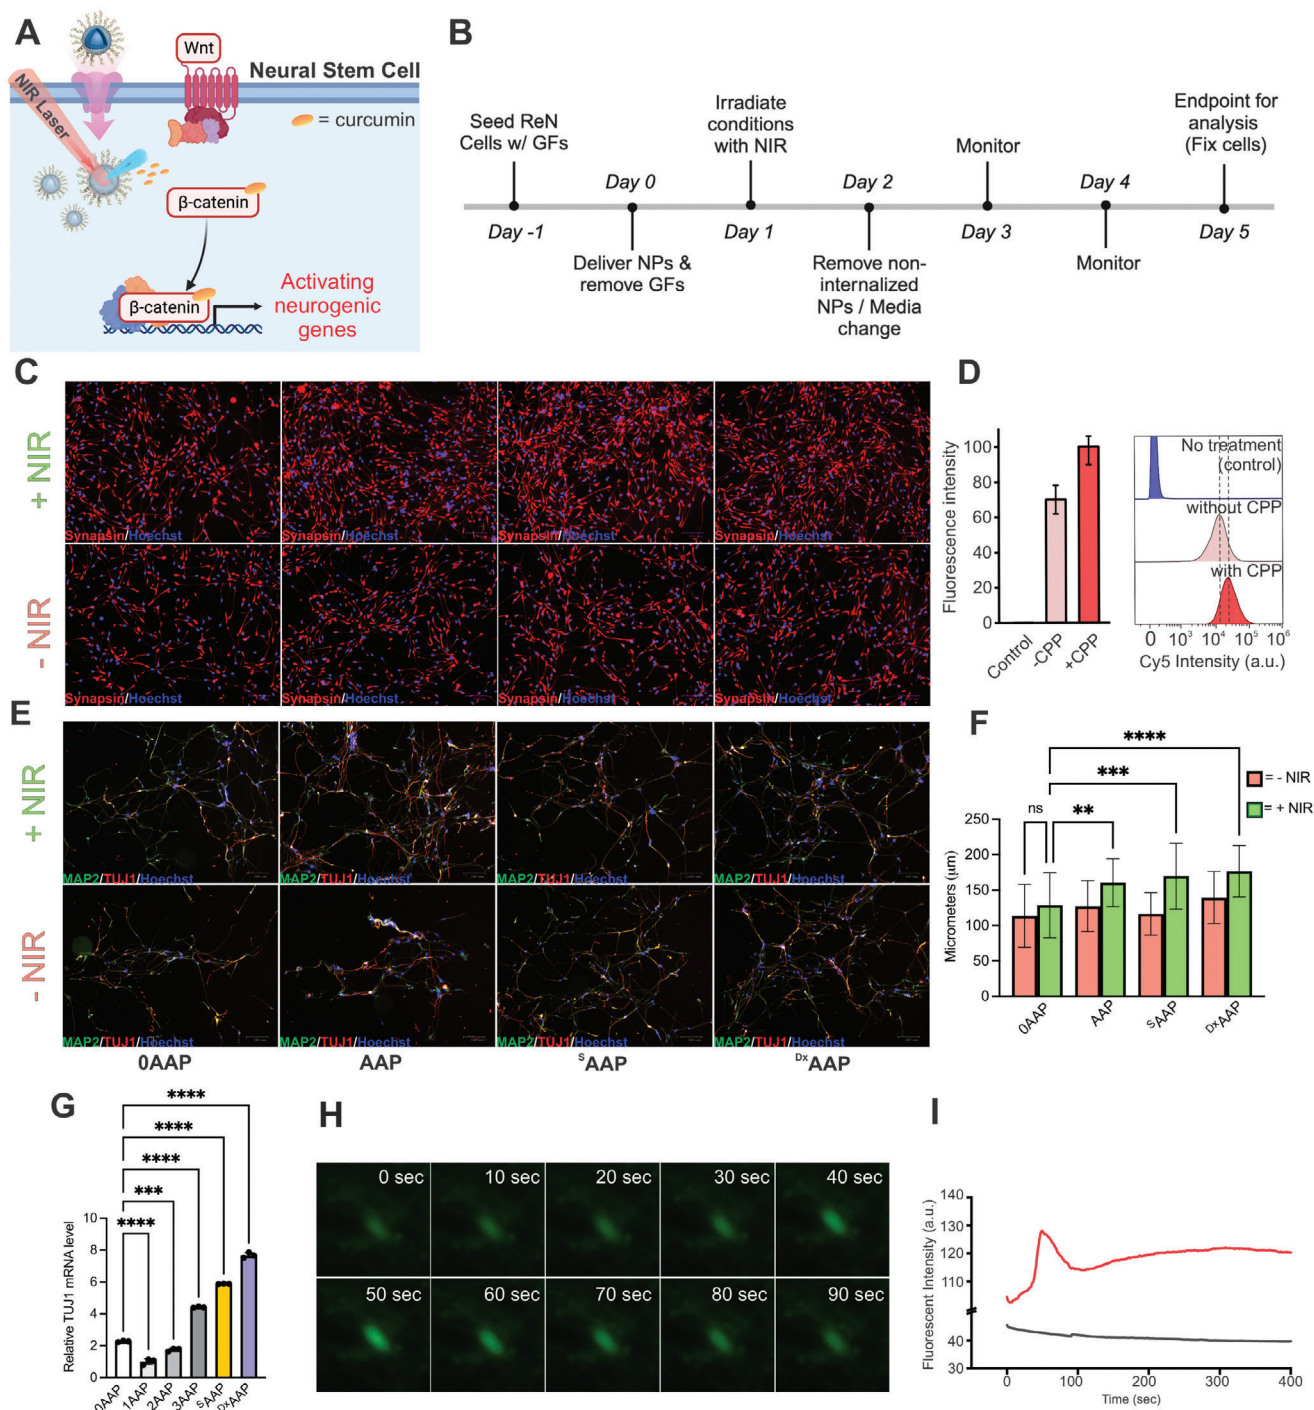 A
Wnt
Neural Stem Cell
NIR Laser
= curcumin
β-catenin
β-catenin
Activating
neurogenic
genes
B
Seed ReN
Cells w/ GFs
Irradiate
conditions
with NIR
Monitor
Endpoint for
analysis
(Fix cells)
Day 0
Day 2
Day 4
Day -1
Day 1
Day 3
Day 5
Deliver NPs &
remove GFs
Remove non-
internalized
NPs / Media
change
Monitor
C
+ NIR
- NIR
Synapsin/Hoechst
Synapsin/Hoechst
Synapsin/Hoechst
Synapsin/Hoechst
Synapsin/Hoechst
Synapsin/Hoechst
Synapsin/Hoechst
Synapsin/Hoechst
D
Fluorescence intensity
100
80
60
40
20
0
Control
-CPP
+CPP
No treatment
(control)
without CPP
with CPP
0 10³ 10⁴ 10⁵ 10⁶
Cy5 Intensity (a.u.)
E
+ NIR
- NIR
MAP2/TUJ1/Hoechst
MAP2/TUJ1/Hoechst
MAP2/TUJ1/Hoechst
MAP2/TUJ1/Hoechst
MAP2/TUJ1/Hoechst
MAP2/TUJ1/Hoechst
MAP2/TUJ1/Hoechst
MAP2/TUJ1/Hoechst
0AAP
AAP
ˢAAP
ᴰˣAAP
F
****
***
ns
**
= - NIR
= + NIR
Micrometers (µm)
250
200
150
100
50
0
0AAP
AAP
ˢAAP
ᴰˣAAP
G
****
****
****
***
****
Relative TUJ1 mRNA level
10
8
6
4
2
0
0AAP
1AAP
2AAP
3AAP
ˢAAP
ᴰˣAAP
H
0 sec
10 sec
20 sec
30 sec
40 sec
50 sec
60 sec
70 sec
80 sec
90 sec
I
Fluorescent Intensity (a.u.)
140
130
120
110
40
30
0 100 200 300 400
Time (sec)